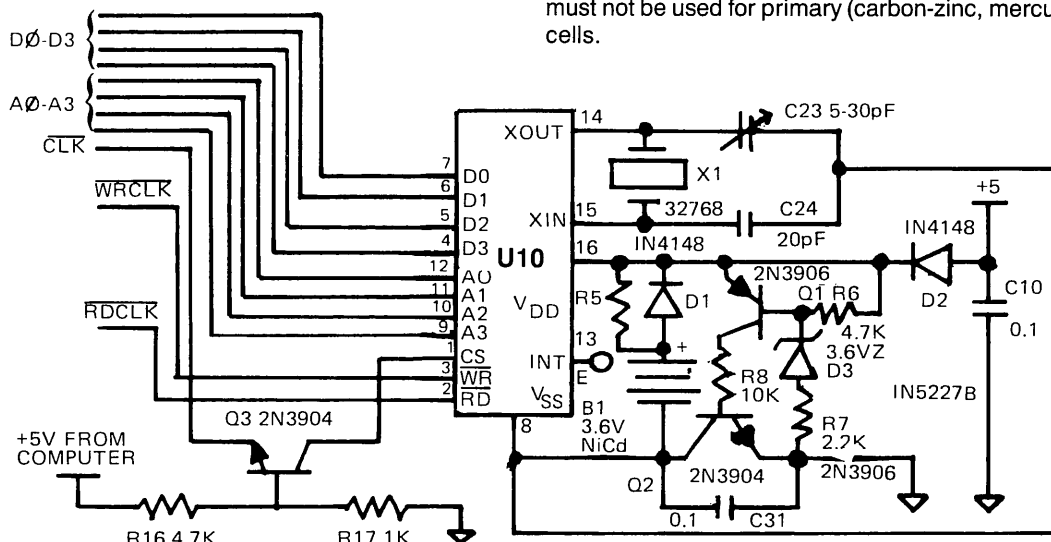 must not be used for primary (carbon-zinc, mercu
cells.
DØ-D3
AØ-A3
CLK
WRCLK
RDCLK
7
6
5
4
12
11
10
9
1
3
2
D0
D1
D2
D3
A0
A1
A2
A3
CS
WR
RD
U10
XOUT
XIN
VDD
INT
VSS
14
15
16
13
E
8
X1
32768
C23 5-30pF
C24
20pF
+5
IN4148
D1
R5
2N3906
Q1 R6
4.7K
3.6VZ
D3
IN4148
D2
C10
0.1
IN5227B
+
B1
3.6V
NiCd
R8
10K
R7
2.2K
2N3906
Q2
2N3904
0.1
C31
Q3 2N3904
+5V FROM
COMPUTER
R16 4.7K
R17 1K